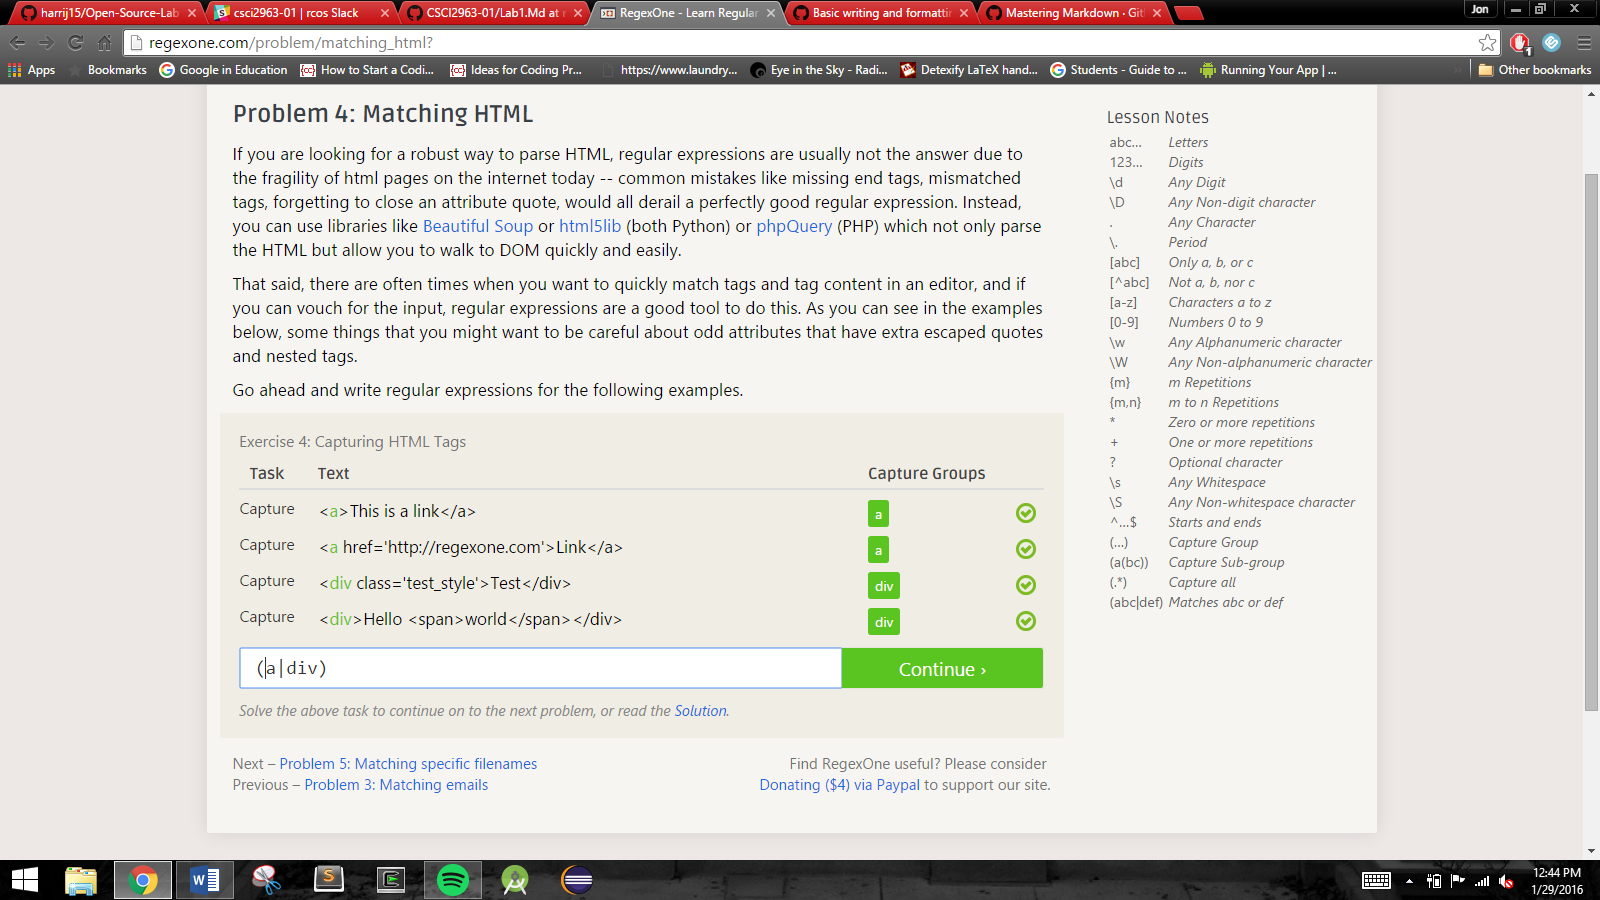 harrij15/Open-Source-Lab
csci2963-01 | rcos Slack
CSCI2963-01/Lab1.Md at
RegexOne - Learn Regular
Basic writing and formattin
Mastering Markdown · Git
Jon
regexone.com/problem/matching_html?
1
Apps
Bookmarks
Google in Education
How to Start a Codi...
Ideas for Coding Pr...
https://www.laundry...
Eye in the Sky - Radi...
Detexify LaTeX hand...
Students - Guide to ...
Running Your App | ...
Other bookmarks
Problem 4: Matching HTML
If you are looking for a robust way to parse HTML, regular expressions are usually not the answer due to
the fragility of html pages on the internet today -- common mistakes like missing end tags, mismatched
tags, forgetting to close an attribute quote, would all derail a perfectly good regular expression. Instead,
you can use libraries like Beautiful Soup or html5lib (both Python) or phpQuery (PHP) which not only parse
the HTML but allow you to walk to DOM quickly and easily.
That said, there are often times when you want to quickly match tags and tag content in an editor, and if
you can vouch for the input, regular expressions are a good tool to do this. As you can see in the examples
below, some things that you might want to be careful about odd attributes that have extra escaped quotes
and nested tags.
Go ahead and write regular expressions for the following examples.
Exercise 4: Capturing HTML Tags
Task Text Capture Groups
Capture <a>This is a link</a> a
Capture <a href='http://regexone.com'>Link</a> a
Capture <div class='test_style'>Test</div> div
Capture <div>Hello <span>world</span></div> div
(a|div)
Continue ›
Solve the above task to continue on to the next problem, or read the Solution.
Next – Problem 5: Matching specific filenames
Previous – Problem 3: Matching emails
Find RegexOne useful? Please consider
Donating ($4) via Paypal to support our site.
Lesson Notes
abc... Letters
123... Digits
\d Any Digit
\D Any Non-digit character
. Any Character
\. Period
[abc] Only a, b, or c
[^abc] Not a, b, nor c
[a-z] Characters a to z
[0-9] Numbers 0 to 9
\w Any Alphanumeric character
\W Any Non-alphanumeric character
{m} m Repetitions
{m,n} m to n Repetitions
* Zero or more repetitions
+ One or more repetitions
? Optional character
\s Any Whitespace
\S Any Non-whitespace character
^...$ Starts and ends
(...) Capture Group
(a(bc)) Capture Sub-group
(.*) Capture all
(abc|def) Matches abc or def
12:44 PM
1/29/2016